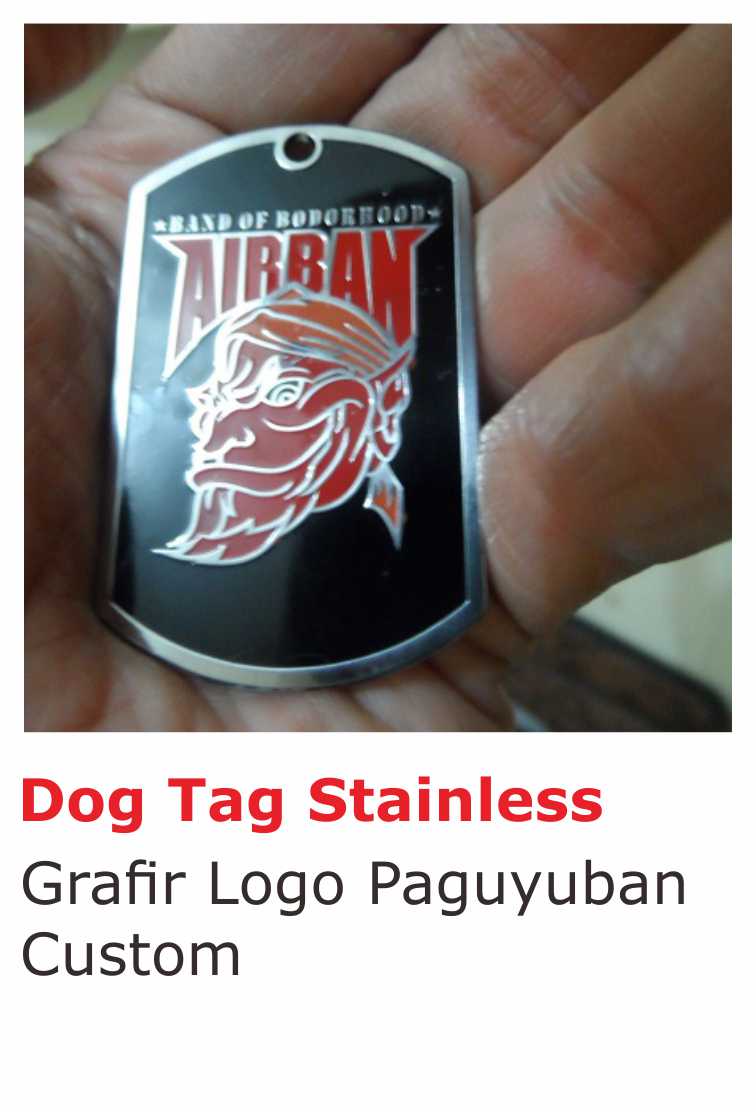 ★BAND OF BODORHOOD★
AIRBAN
Dog Tag Stainless
Grafir Logo Paguyuban
Custom